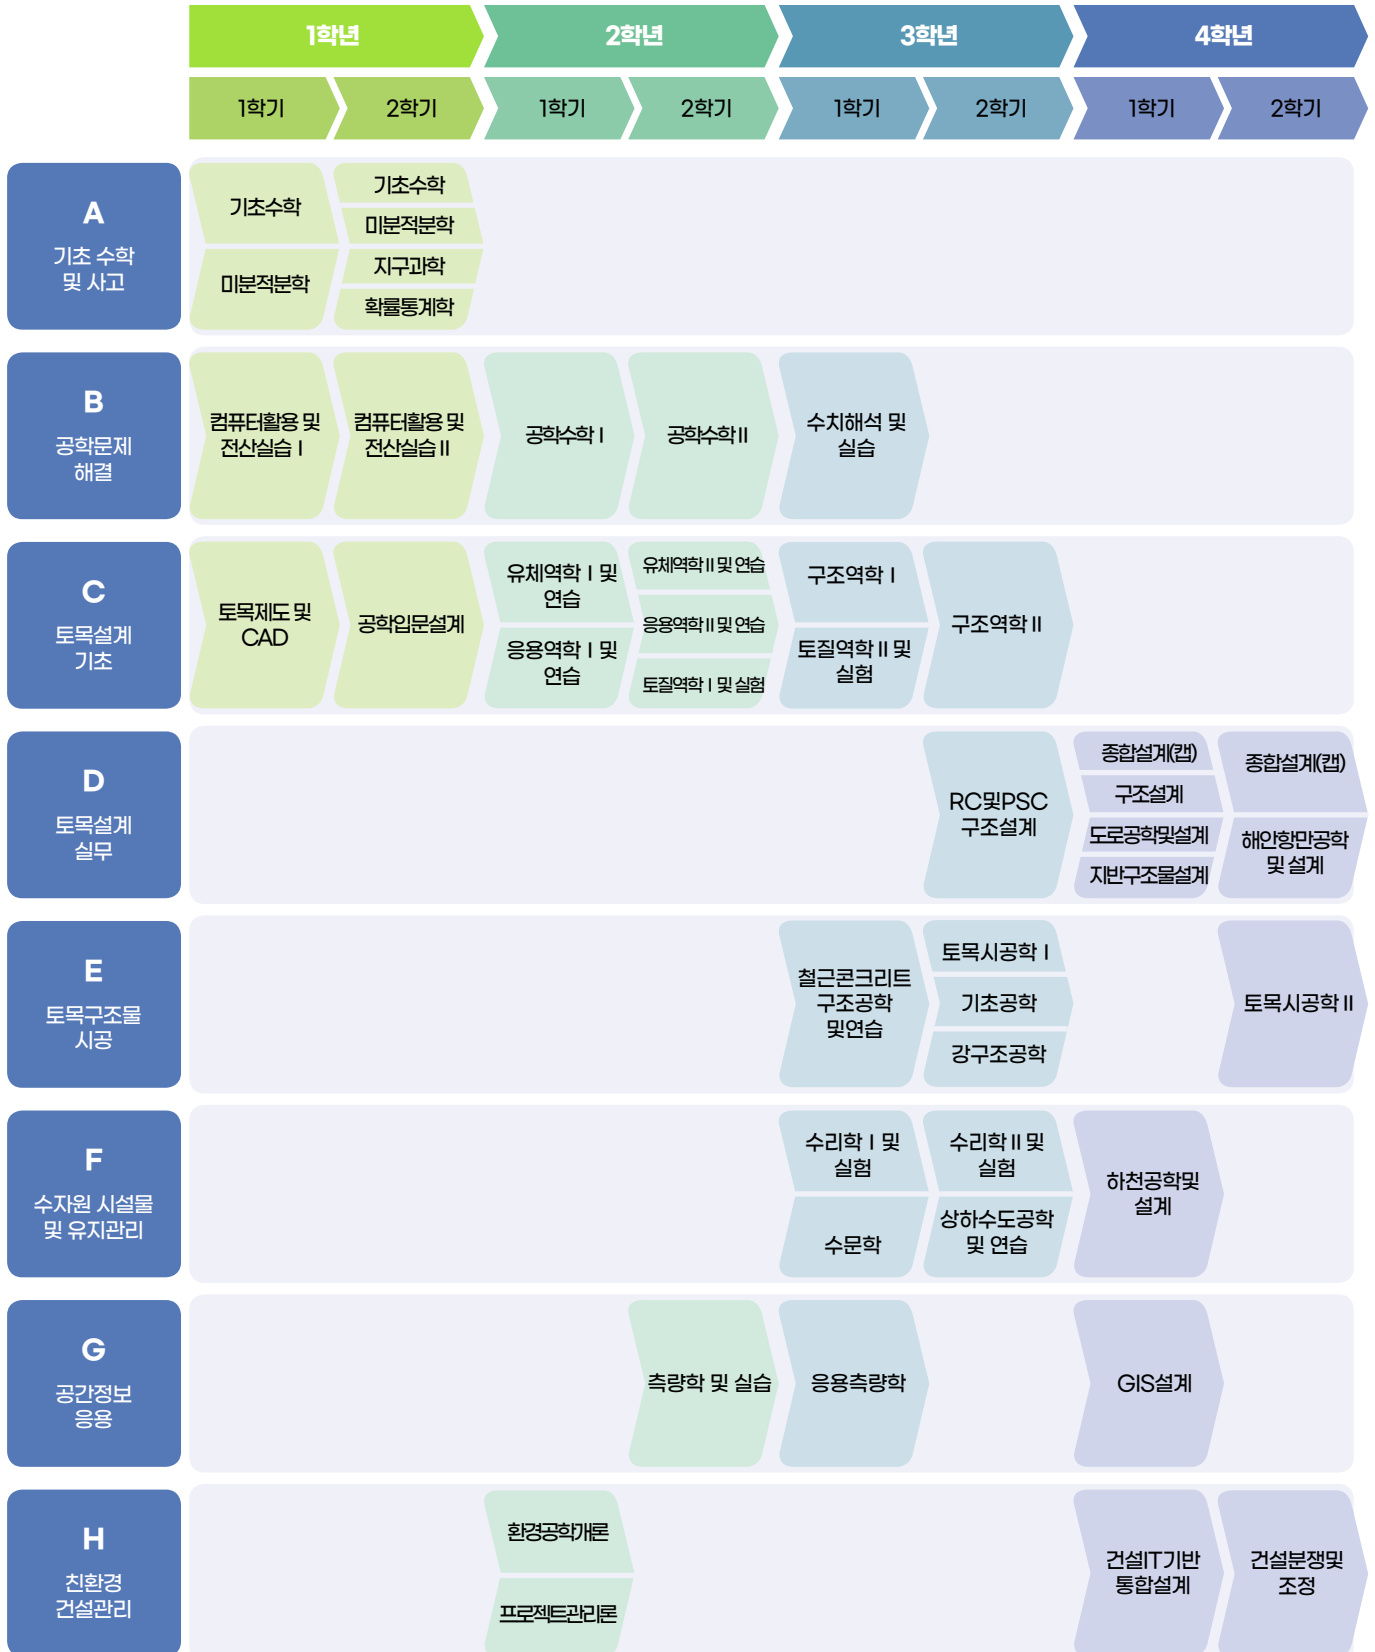 1학년
2학년
3학년
4학년
1학기
2학기
1학기
2학기
1학기
2학기
1학기
2학기
A
기초 수학
및 사고
기초수학
미분적분학
기초수학
미분적분학
지구과학
확률통계학
B
공학문제
해결
컴퓨터활용 및
전산실습 Ⅰ
컴퓨터활용 및
전산실습 Ⅱ
공학수학 Ⅰ
공학수학 Ⅱ
수치해석 및
실습
C
토목설계
기초
토목제도 및
CAD
공학입문설계
유체역학 Ⅰ 및
연습
응용역학 Ⅰ 및
연습
유체역학 Ⅱ 및 연습
응용역학 Ⅱ 및 연습
토질역학 Ⅰ 및 실험
구조역학 Ⅰ
토질역학 Ⅱ 및
실험
구조역학 Ⅱ
D
토목설계
실무
RC및PSC
구조설계
종합설계(캡)
구조설계
도로공학및설계
지반구조물설계
종합설계(캡)
해안항만공학
및 설계
E
토목구조물
시공
철근콘크리트
구조공학
및연습
토목시공학 Ⅰ
기초공학
강구조공학
토목시공학 Ⅱ
F
수자원 시설물
및 유지관리
수리학 Ⅰ 및
실험
수문학
수리학 Ⅱ 및
실험
상하수도공학
및 연습
하천공학및
설계
G
공간정보
응용
측량학 및 실습
응용측량학
GIS설계
H
친환경
건설관리
환경공학개론
프로젝트관리론
건설IT기반
통합설계
건설분쟁및
조정